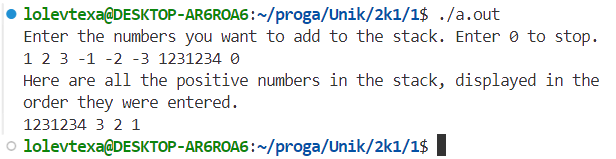 lolevtexa@DESKTOP-AR6ROA6:~/proga/Unik/2k1/1$ ./a.out
Enter the numbers you want to add to the stack. Enter 0 to stop.
1 2 3 -1 -2 -3 1231234 0
Here are all the positive numbers in the stack, displayed in the
order they were entered.
1231234 3 2 1
lolevtexa@DESKTOP-AR6ROA6:~/proga/Unik/2k1/1$